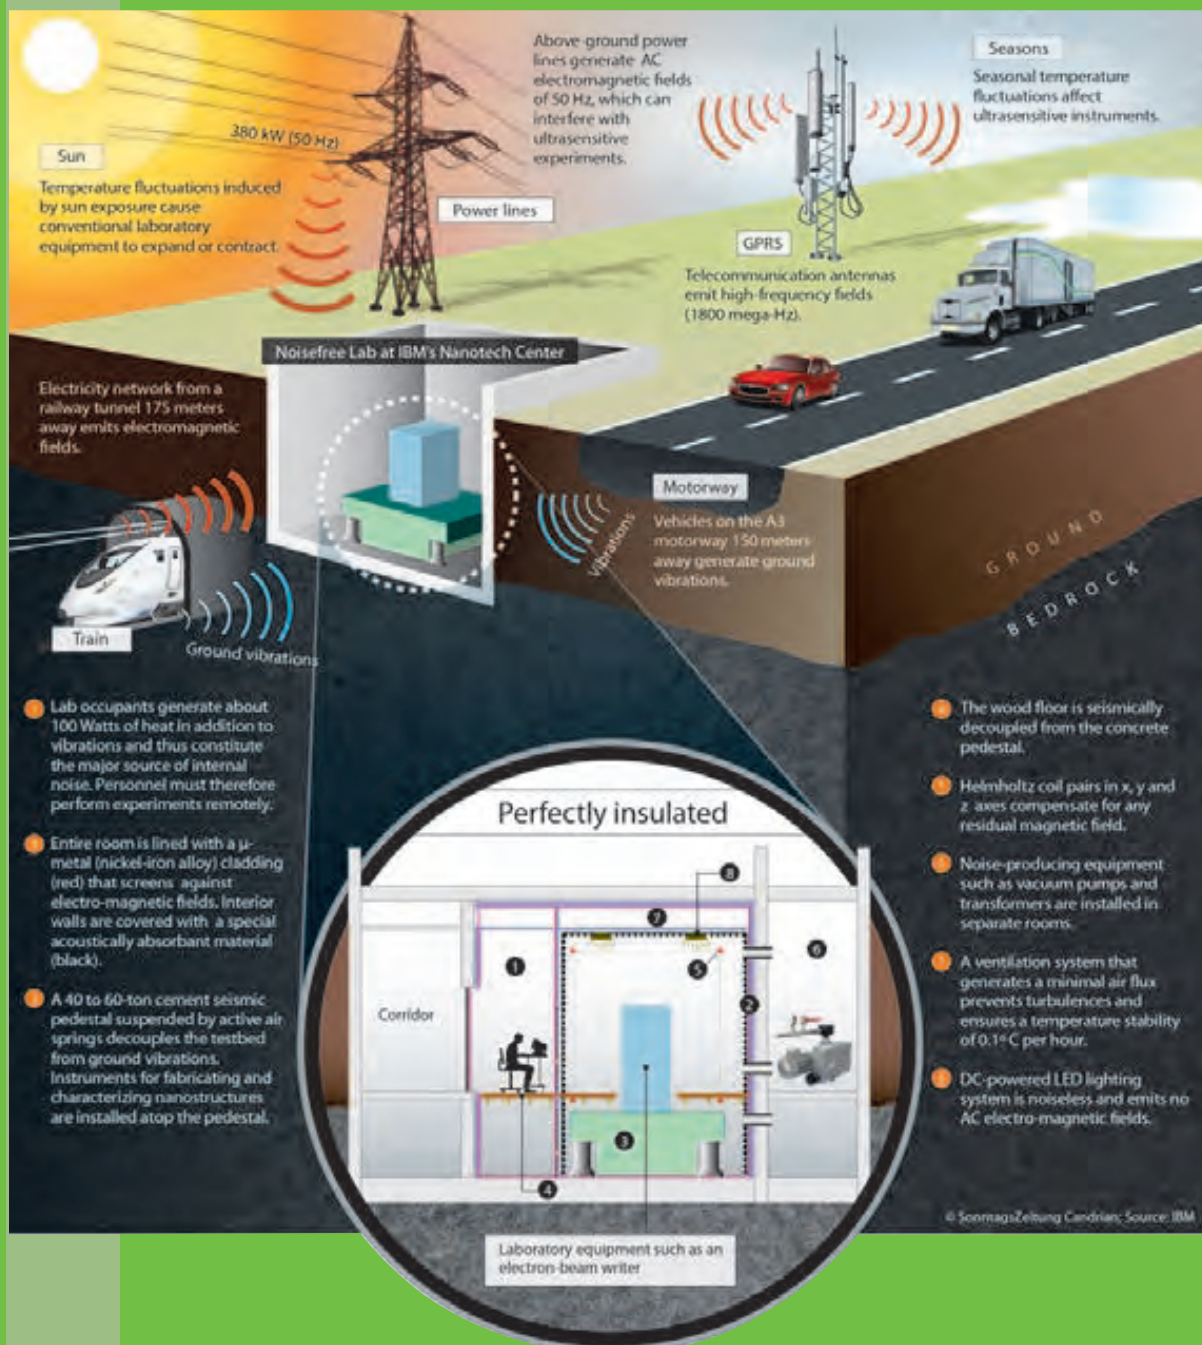 Above-ground power
lines generate AC
electromagnetic fields
of 50 Hz, which can
interfere with
ultrasensitive
experiments.
Seasons
Seasonal temperature
fluctuations affect
ultrasensitive instruments.
380 kW (50 Hz)
Sun
Temperature fluctuations induced
by sun exposure cause
conventional laboratory
equipment to expand or contract.
Power lines
GPRS
Telecommunication antennas
emit high-frequency fields
(1800 mega-Hz).
Noisefree Lab at IBM's Nanotech Center
Electricity network from a
railway tunnel 175 meters
away emits electromagnetic
fields.
Motorway
Vehicles on the A3
motorway 150 meters
away generate ground
vibrations.
Vibrations
GROUND
BEDROCK
Train
Ground vibrations
Lab occupants generate about
100 Watts of heat in addition to
vibrations and thus constitute
the major source of internal
noise. Personnel must therefore
perform experiments remotely.
Entire room is lined with a μ-
metal (nickel-iron alloy) cladding
(red) that screens against
electro-magnetic fields. Interior
walls are covered with a special
acoustically absorbant material
(black).
A 40 to 60-ton cement seismic
pedestal suspended by active air
springs decouples the testbed
from ground vibrations.
Instruments for fabricating and
characterizing nanostructures
are installed atop the pedestal.
The wood floor is seismically
decoupled from the concrete
pedestal.
Helmholtz coil pairs in x, y and
z axes compensate for any
residual magnetic field.
Noise-producing equipment
such as vacuum pumps and
transformers are installed in
separate rooms.
A ventilation system that
generates a minimal air flux
prevents turbulences and
ensures a temperature stability
of 0.1º C per hour.
DC-powered LED lighting
system is noiseless and emits no
AC electro-magnetic fields.
Perfectly insulated
8
7
6
1
5
2
Corridor
3
4
Laboratory equipment such as an
electron-beam writer
© SonntagsZeitung Candrian; Source: IBM